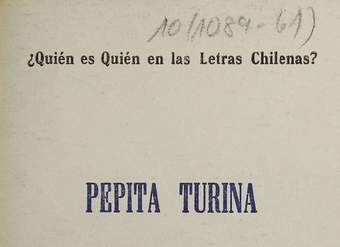 10(1089-61)
¿Quién es Quién en las Letras Chilenas?
PEPITA TURINA